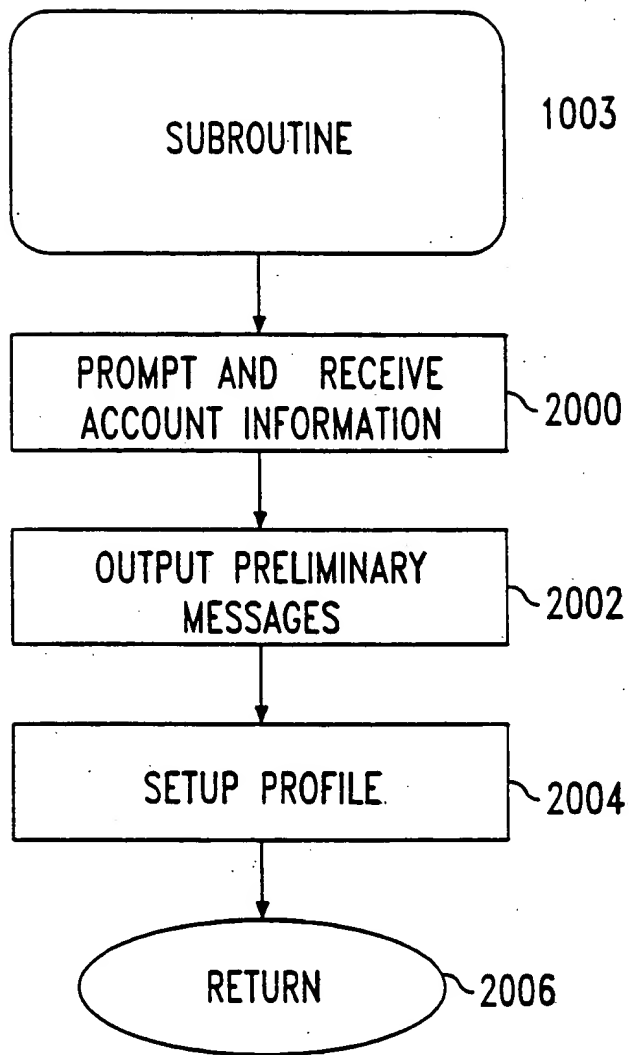 SUBROUTINE
1003
PROMPT AND RECEIVE
ACCOUNT INFORMATION
2000
OUTPUT PRELIMINARY
MESSAGES
2002
SETUP PROFILE
2004
RETURN
2006